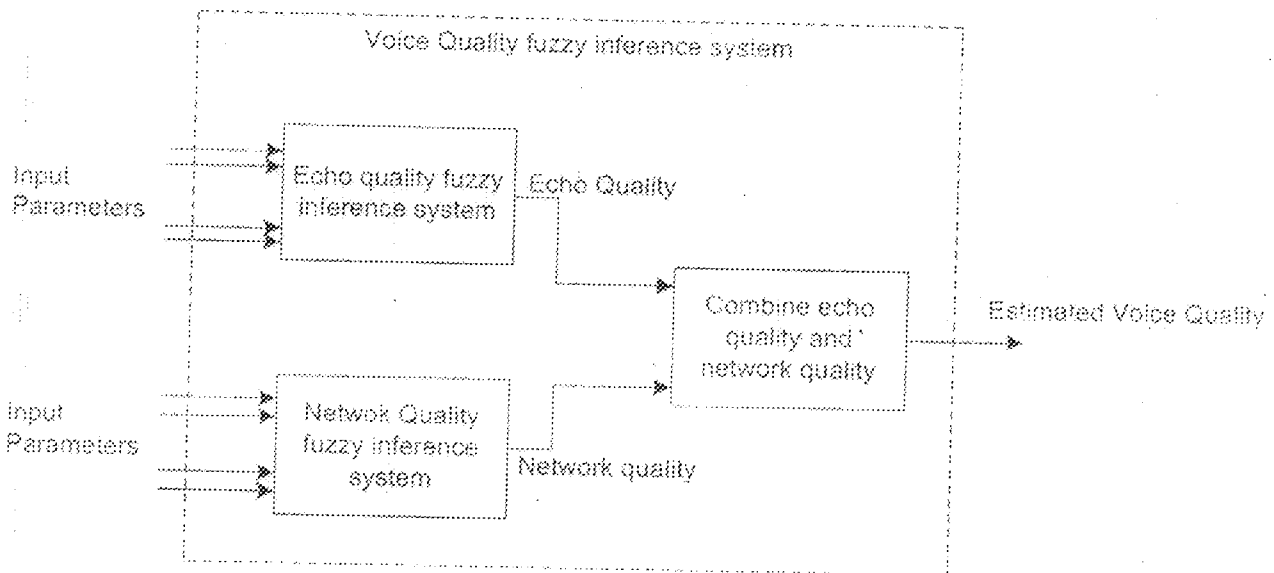 Voice Quality fuzzy inference system
Input
Parameters
Echo quality fuzzy
inference system
Echo Quality
Combine echo
quality and
network quality
Estimated Voice Quality
Input
Parameters
Netwok Quality
fuzzy inference
system
Network quality